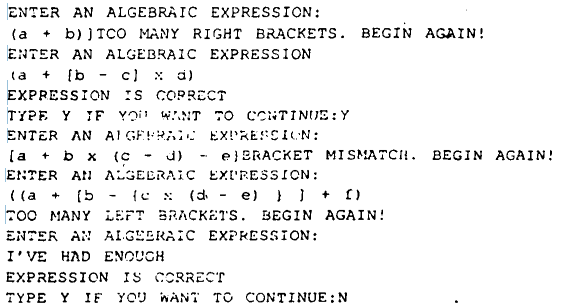 ENTER AN ALGEBRAIC EXPRESSION:
(a + b)]TOO MANY RIGHT BRACKETS. BEGIN AGAIN!
ENTER AN ALGEBRAIC EXPRESSION
(a + [b - c] x d)
EXPRESSION IS CORRECT
TYPE Y IF YOU WANT TO CONTINUE:Y
ENTER AN ALGEBRAIC EXPRESSION:
[a + b x (c - d) - e}BRACKET MISMATCH. BEGIN AGAIN!
ENTER AN ALGEBRAIC EXPRESSION:
((a + [b - {c x (d - e) } ] + f)
TOO MANY LEFT BRACKETS. BEGIN AGAIN!
ENTER AN ALGEBRAIC EXPRESSION:
I'VE HAD ENOUGH
EXPRESSION IS CORRECT
TYPE Y IF YOU WANT TO CONTINUE:N